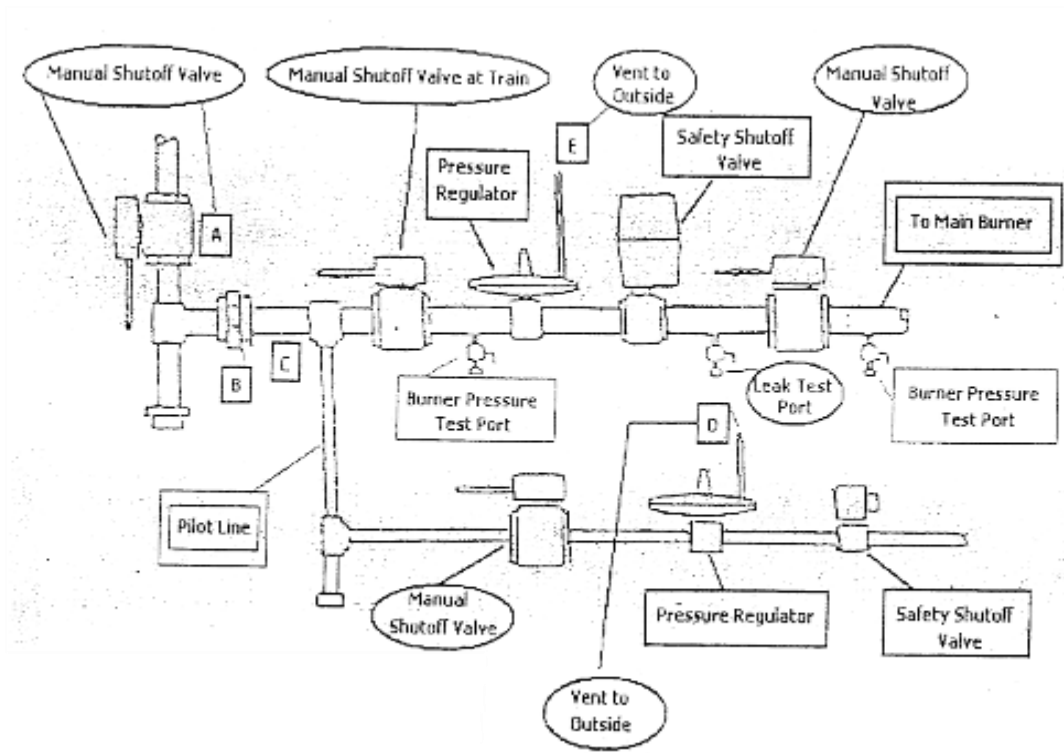 Manual Shutoff Valve
Manual Shutoff Valve at Train
Vent to
Outside
Manual Shutoff
Valve
E
Safety Shutoff
Valve
Pressure
Regulator
A
To Main Burner
C
B
Burner Pressure
Test Port
Leak Test
Port
Burner Pressure
Test Port
D
Pilot Line
Manual
Shutoff Valve
Pressure Regulator
Safety Shutoff
Valve
Vent to
Outside